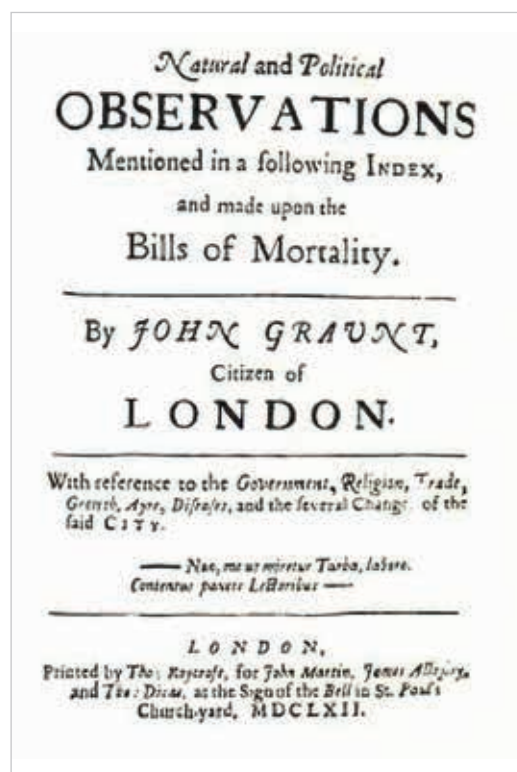 Natural and Political
OBSERVATIONS
Mentioned in a following INDEX,
and made upon the
Bills of Mortality.
By JOHN GRAUNT,
Citizen of
LONDON.
With reference to the Government, Religion, Trade,
Growth, Ayre, Diseases, and the several Changes of the
said CITY.
—— Non, me ut miretur Turba, laboro.
Contentus paucis Lectoribus ——
LONDON,
Printed by Tho: Roycroft, for John Martin, James Allestry,
and Tho: Dicas, at the Sign of the Bell in St. Paul's
Church-yard, MDCLXII.